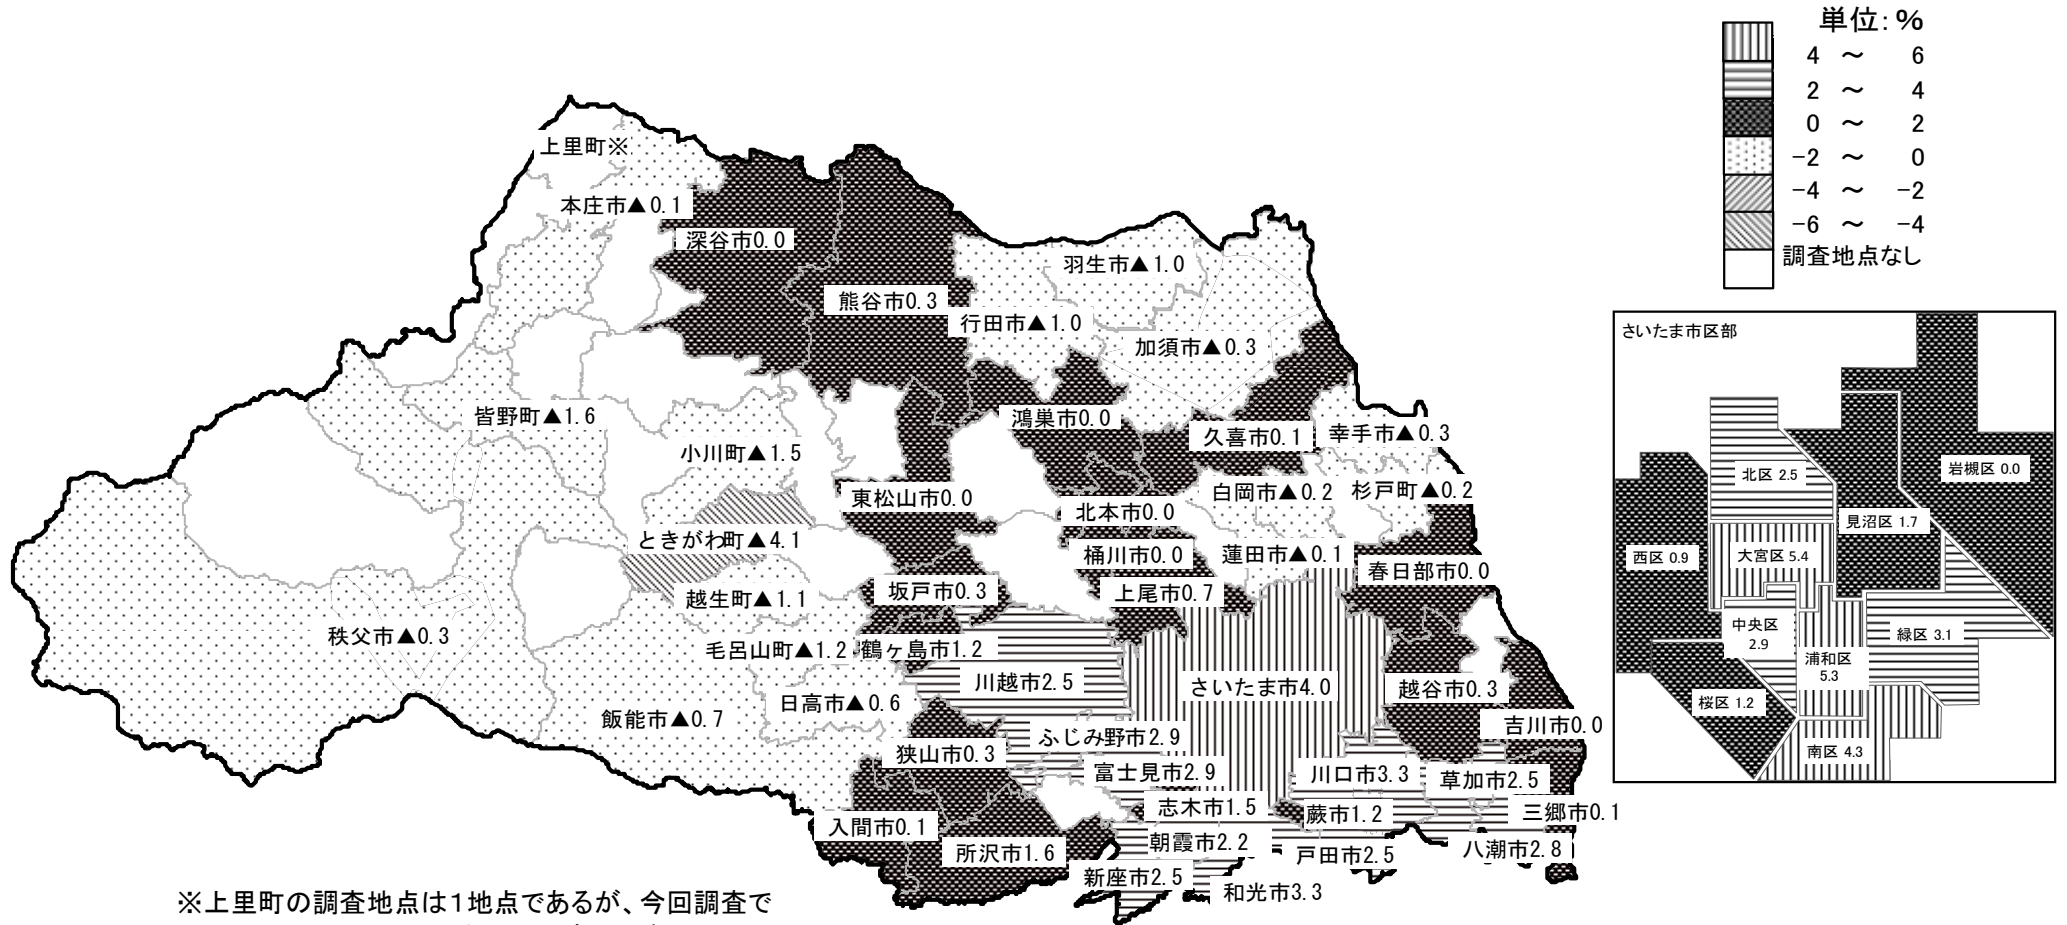 単位：％
4 ～ 6
2 ～ 4
0 ～ 2
-2 ～ 0
-4 ～ -2
-6 ～ -4
調査地点なし
上里町※
本庄市▲0.1
深谷市0.0
熊谷市0.3
羽生市▲1.0
行田市▲1.0
加須市▲0.3
皆野町▲1.6
鴻巣市0.0
久喜市0.1
幸手市▲0.3
小川町▲1.5
東松山市0.0
北本市0.0
白岡市▲0.2
杉戸町▲0.2
ときがわ町▲4.1
桶川市0.0
蓮田市▲0.1
春日部市0.0
越生町▲1.1
坂戸市0.3
上尾市0.7
秩父市▲0.3
毛呂山町▲1.2
鶴ヶ島市1.2
川越市2.5
さいたま市4.0
越谷市0.3
日高市▲0.6
飯能市▲0.7
吉川市0.0
狭山市0.3
ふじみ野市2.9
富士見市2.9
川口市3.3
草加市2.5
志木市1.5
蕨市1.2
三郷市0.1
入間市0.1
所沢市1.6
朝霞市2.2
戸田市2.5
八潮市2.8
新座市2.5
和光市3.3
さいたま市区部
北区 2.5
岩槻区 0.0
見沼区 1.7
西区 0.9
大宮区 5.4
中央区
2.9
緑区 3.1
浦和区
5.3
桜区 1.2
南区 4.3
※上里町の調査地点は１地点であるが、今回調査で